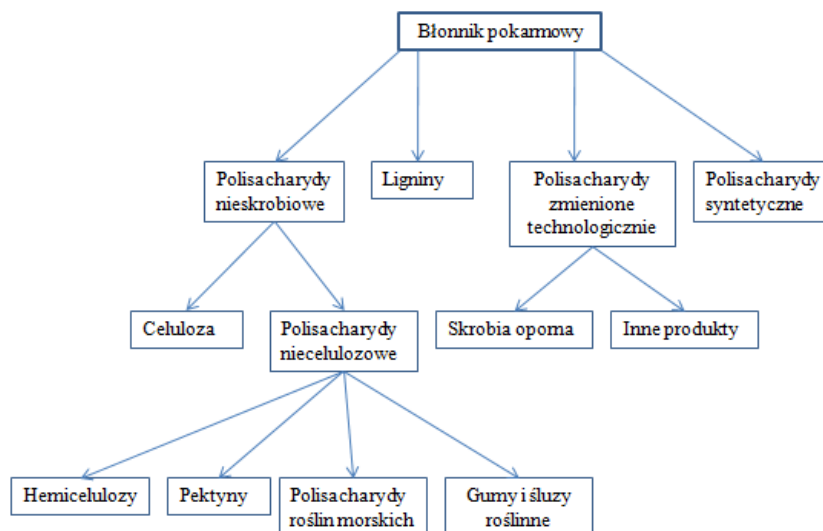 Błonnik pokarmowy
Polisacharydy
nieskrobiowe
Ligniny
Polisacharydy
zmienione
technologicznie
Polisacharydy
syntetyczne
Celuloza
Polisacharydy
niecelulozowe
Skrobia oporna
Inne produkty
Hemicelulozy
Pektyny
Polisacharydy
roślin morskich
Gumy i śluzy
roślinne